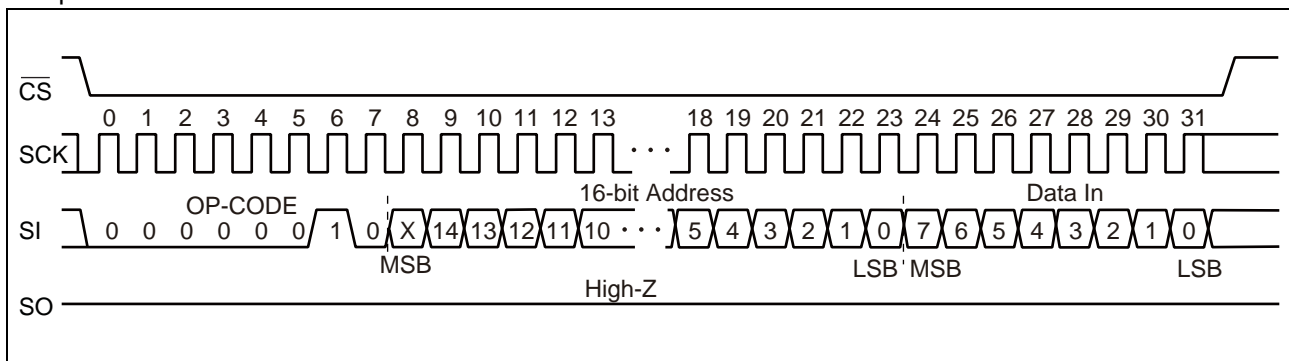 CS
0 1 2 3 4 5 6 7 8 9 10 11 12 13 18 19 20 21 22 23 24 25 26 27 28 29 30 31
SCK ···
OP-CODE 16-bit Address Data In
SI 0 0 0 0 0 0 1 0 X 14 13 12 11 10 ··· 5 4 3 2 1 0 7 6 5 4 3 2 1 0
MSB LSB MSB LSB
High-Z
SO